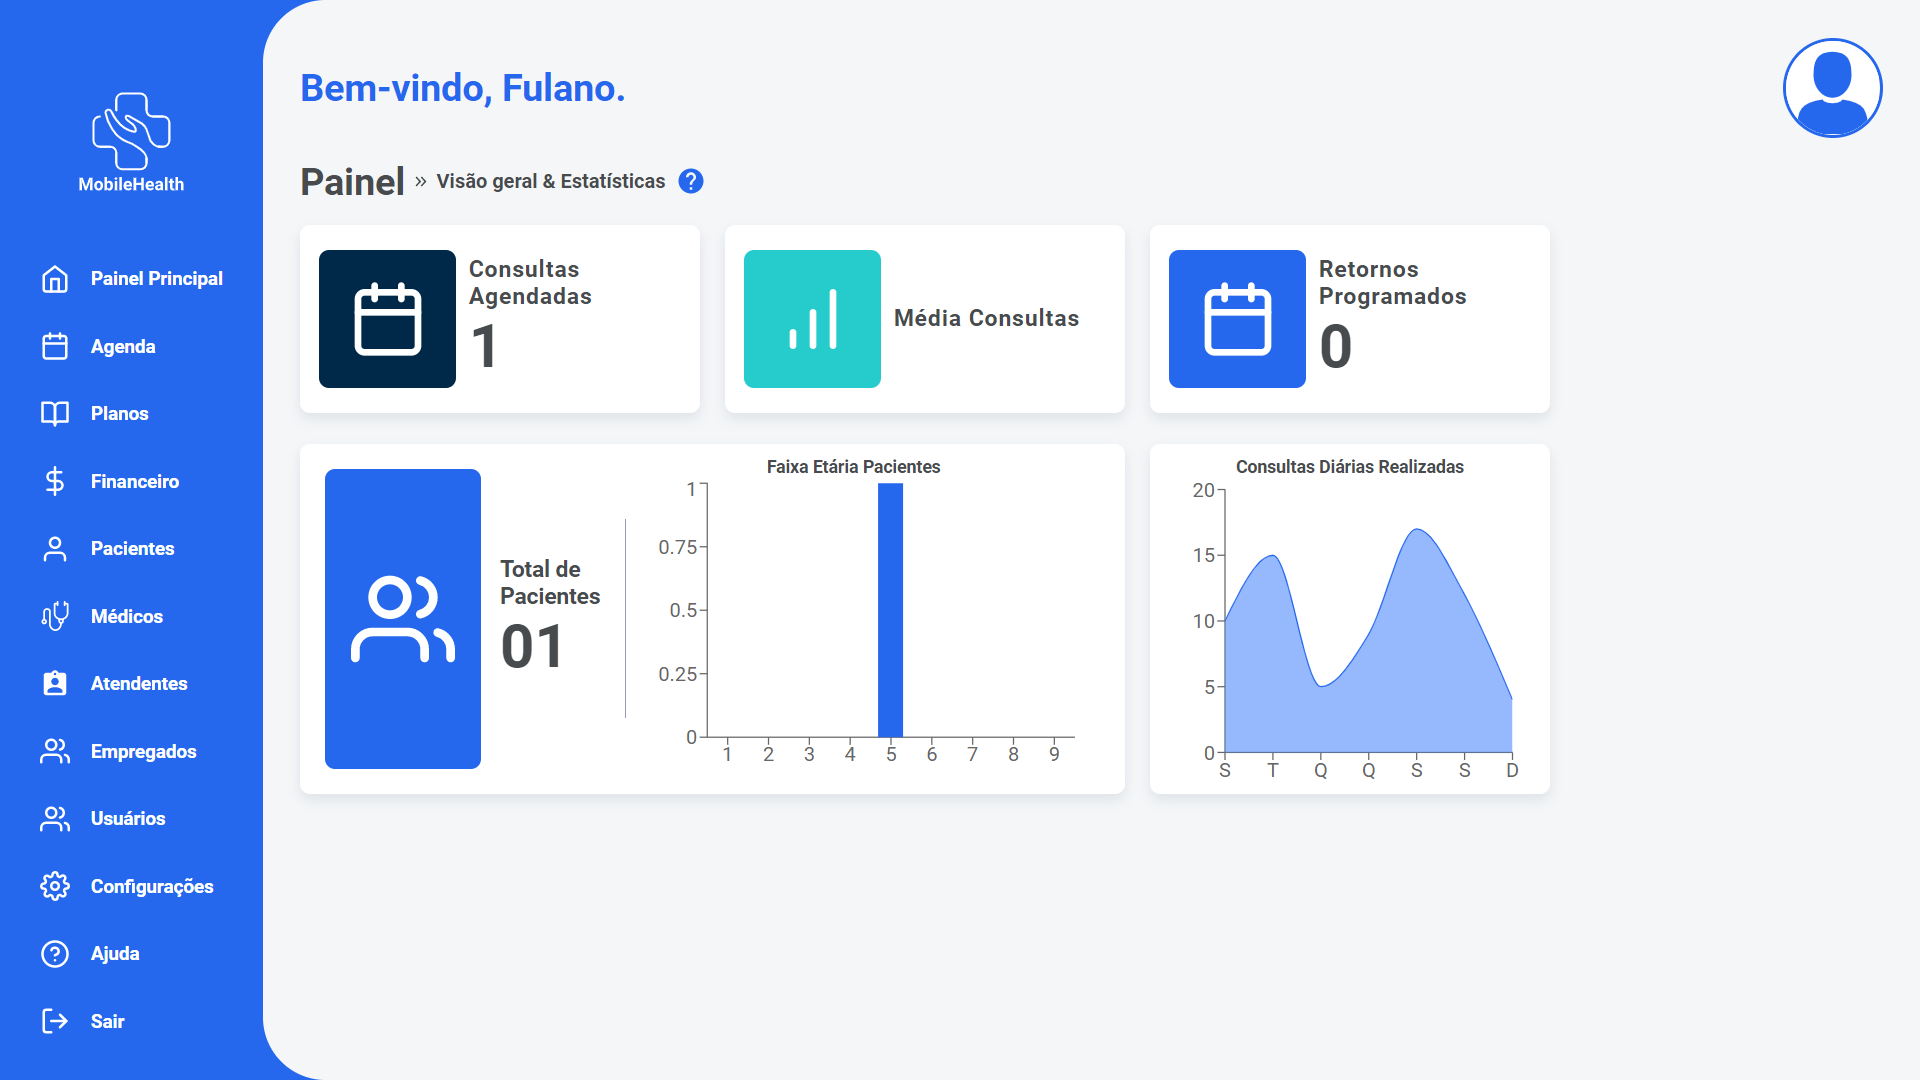 MobileHealth
Painel Principal
Agenda
Planos
Financeiro
Pacientes
Médicos
Atendentes
Empregados
Usuários
Configurações
Ajuda
Sair
Bem-vindo, Fulano.
Painel » Visão geral & Estatísticas ?
Consultas
Agendadas
1
Média Consultas
Retornos
Programados
0
Total de
Pacientes
01
Faixa Etária Pacientes
1
0.75
0.5
0.25
0
1 2 3 4 5 6 7 8 9
Consultas Diárias Realizadas
20
15
10
5
0
S T Q Q S S D